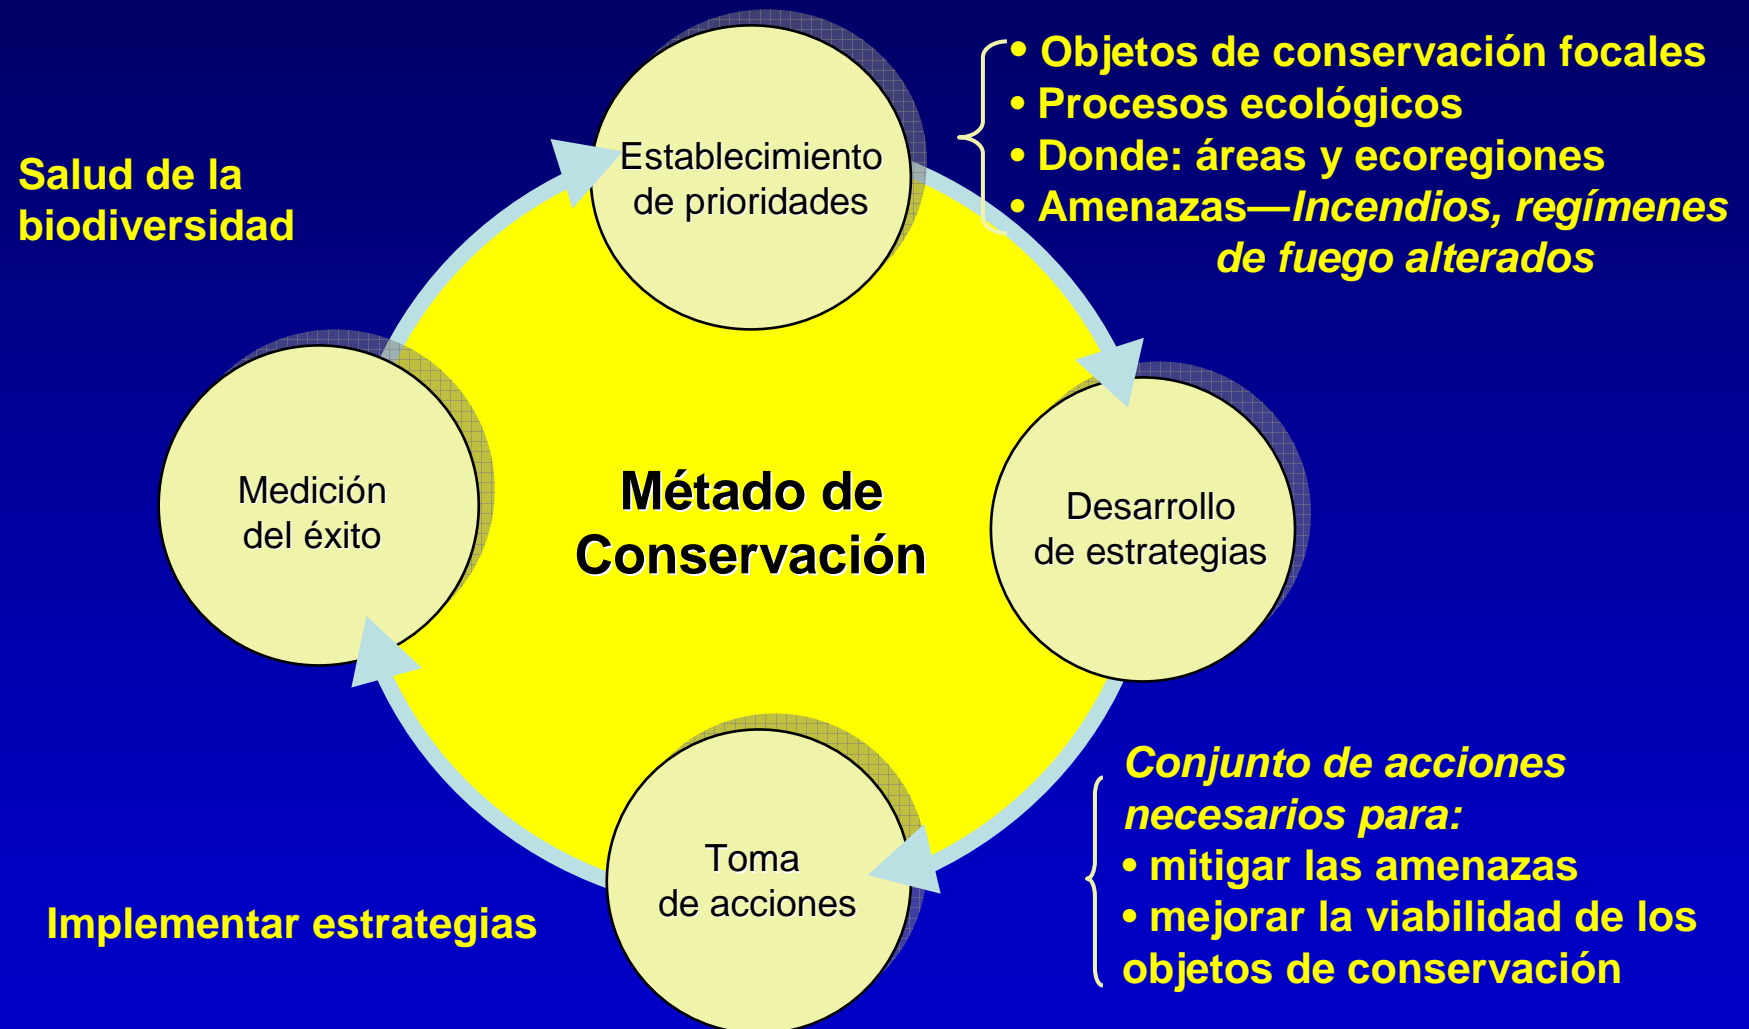 Establecimiento
de prioridades
• Objetos de conservación focales
• Procesos ecológicos
• Donde: áreas y ecoregiones
• Amenazas—Incendios, regímenes
de fuego alterados
Salud de la
biodiversidad
Medición
del éxito
Métado de
Conservación
Desarrollo
de estrategias
Toma
de acciones
Conjunto de acciones
necesarios para:
• mitigar las amenazas
• mejorar la viabilidad de los
objetos de conservación
Implementar estrategias